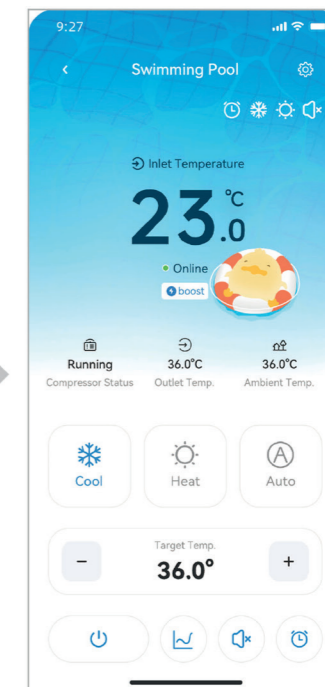 9:27
Swimming Pool
Inlet Temperature
23.0 °C
Online
boost
Running
36.0°C
36.0°C
Compressor Status
Outlet Temp.
Ambient Temp.
Cool
Heat
A
Auto
Target Temp.
−
36.0°
+